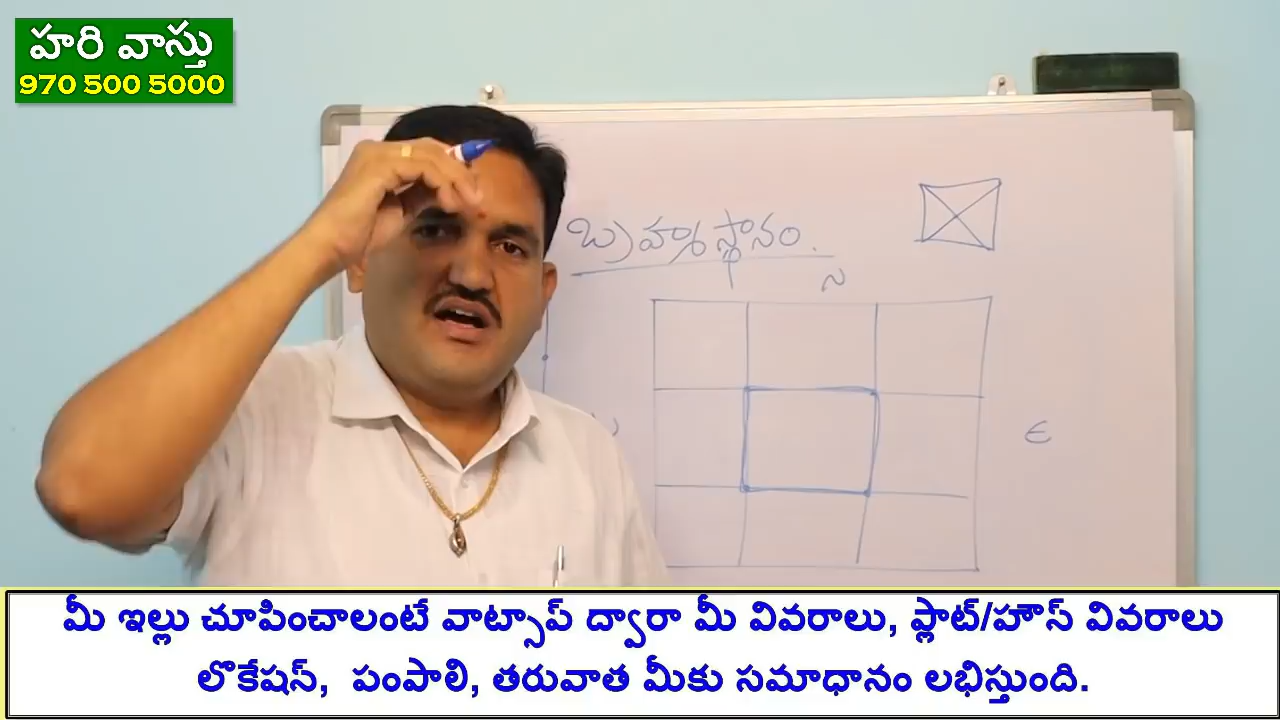 హరి వాస్తు
970 500 5000
బ్రహ్మస్థానం.
N
E
మీ ఇల్లు చూపించాలంటే వాట్సాప్ ద్వారా మీ వివరాలు, ప్లాట్/హౌస్ వివరాలు
లొకేషన్,  పంపాలి, తరువాత మీకు సమాధానం లభిస్తుంది.